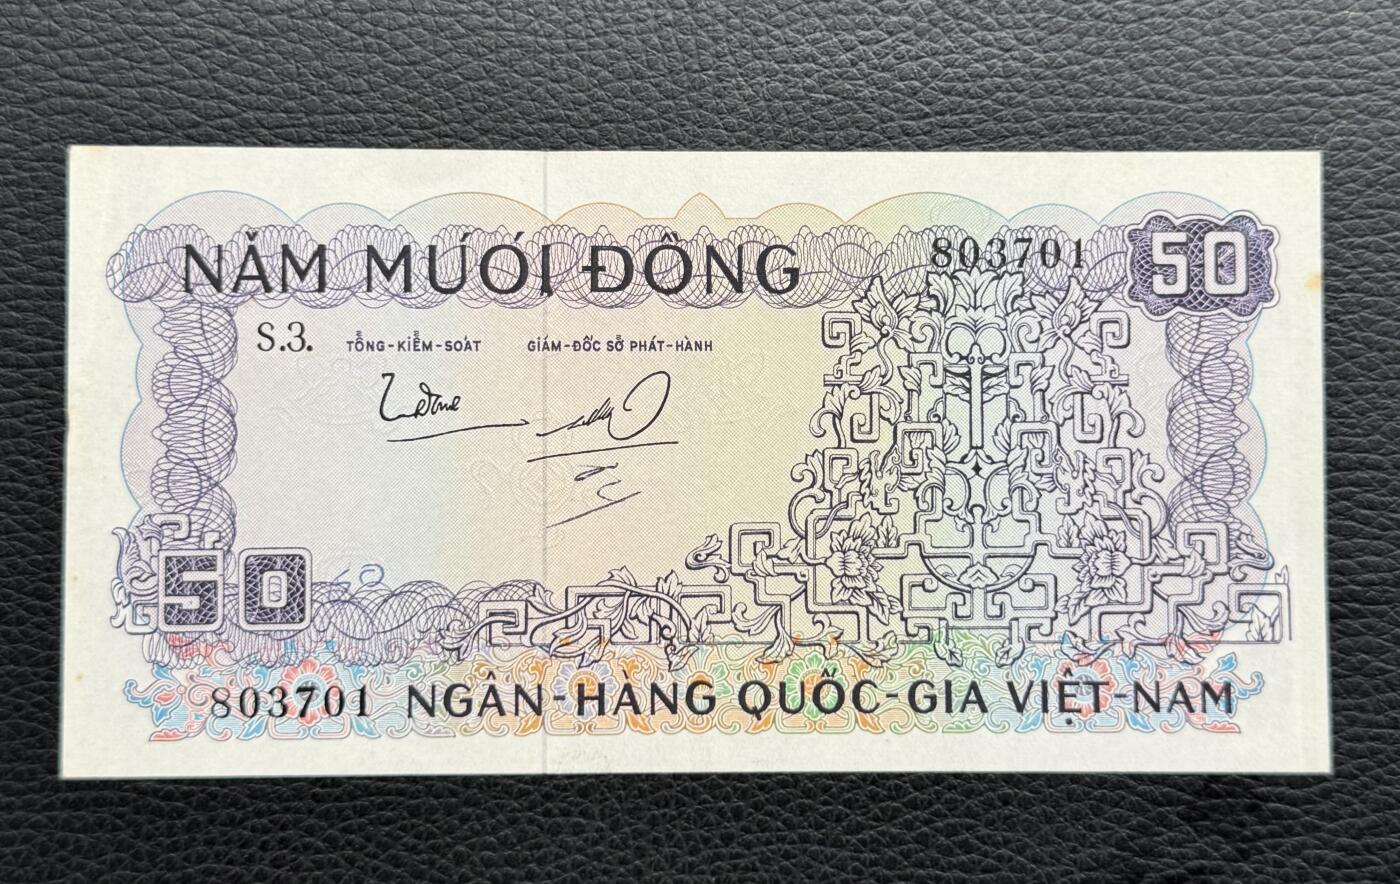 NĂM MƯƠI ĐỒNG
803701
50
S.3.
TỔNG-KIỂM-SOÁT
GIÁM-ĐỐC SỞ PHÁT-HÀNH
50
803701
NGÂN-HÀNG QUỐC-GIA VIỆT-NAM